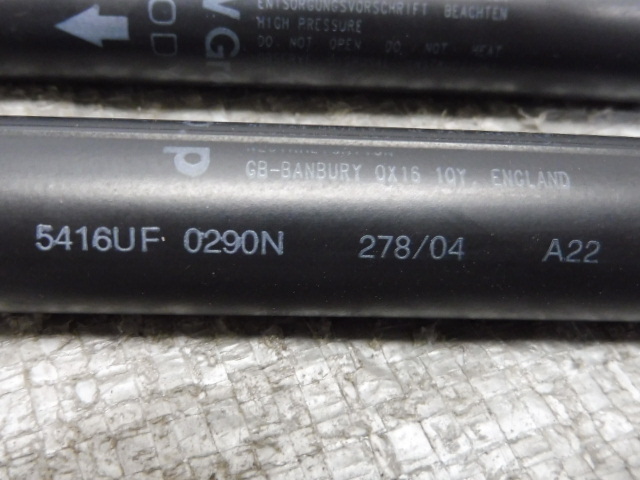 ENTSORGUNGSVORSCHRIFT BEACHTEN
HIGH PRESSURE
DO NOT OPEN DO NOT HEAT
GB-BANBURY OX16 1OY, ENGLAND
5416UF 0290N 278/04 A22